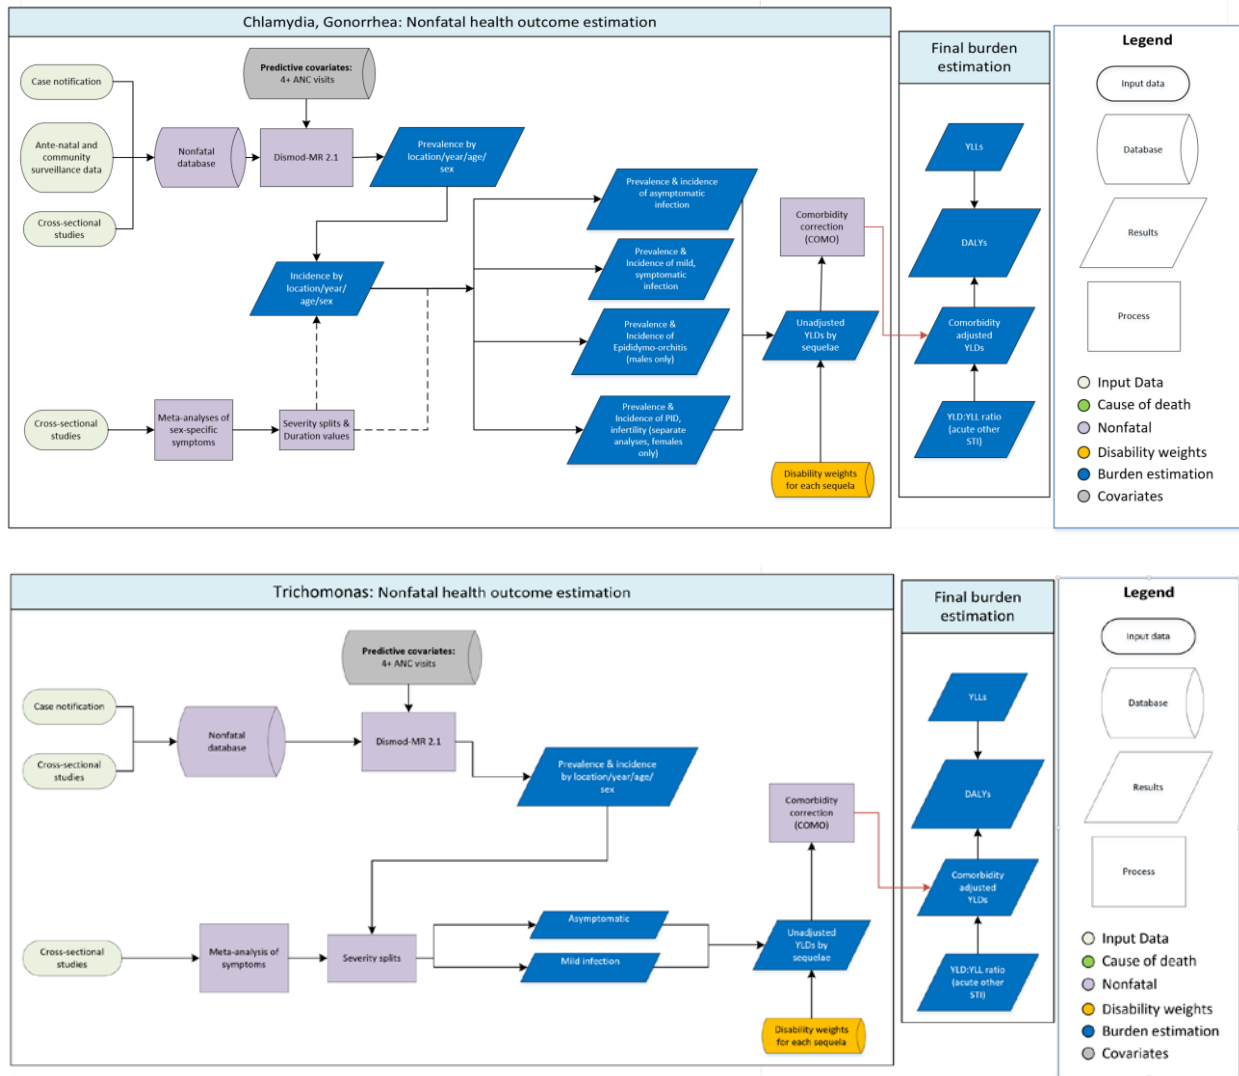 Chlamydia, Gonorrhea: Nonfatal health outcome estimation
Case notification
Ante-natal and
community
surveillance data
Cross-sectional
studies
Nonfatal
database
Predictive covariates:
4+ ANC visits
Dismod-MR 2.1
Prevalence by
location/year/age/
sex
Incidence by
location/year/
age/sex
Cross-sectional
studies
Meta-analyses of
sex-specific
symptoms
Severity splits &
Duration values
Prevalence & incidence
of asymptomatic
infection
Prevalence &
Incidence of mild,
symptomatic
infection
Prevalence &
Incidence of
Epididymo-orchitis
(males only)
Prevalence &
Incidence of PID,
infertility (separate
analyses, females
only)
Comorbidity
correction
(COMO)
Unadjusted
YLDs by
sequelae
Disability weights
for each sequela
Final burden
estimation
YLLs
DALYs
Comorbidity
adjusted
YLDs
YLD:YLL ratio
(acute other
STI)
Legend
Input data
Database
Results
Process
Input Data
Cause of death
Nonfatal
Disability weights
Burden estimation
Covariates
Trichomonas: Nonfatal health outcome estimation
Case notification
Cross-sectional
studies
Nonfatal
database
Predictive covariates:
4+ ANC visits
Dismod-MR 2.1
Prevalence & incidence
by location/year/age/
sex
Cross-sectional
studies
Meta-analysis of
symptoms
Severity splits
Asymptomatic
Mild infection
Comorbidity
correction
(COMO)
Unadjusted
YLDs by
sequelae
Disability weights
for each sequela
Final burden
estimation
YLLs
DALYs
Comorbidity
adjusted
YLDs
YLD:YLL ratio
(acute other
STI)
Legend
Input data
Database
Results
Process
Input Data
Cause of death
Nonfatal
Disability weights
Burden estimation
Covariates